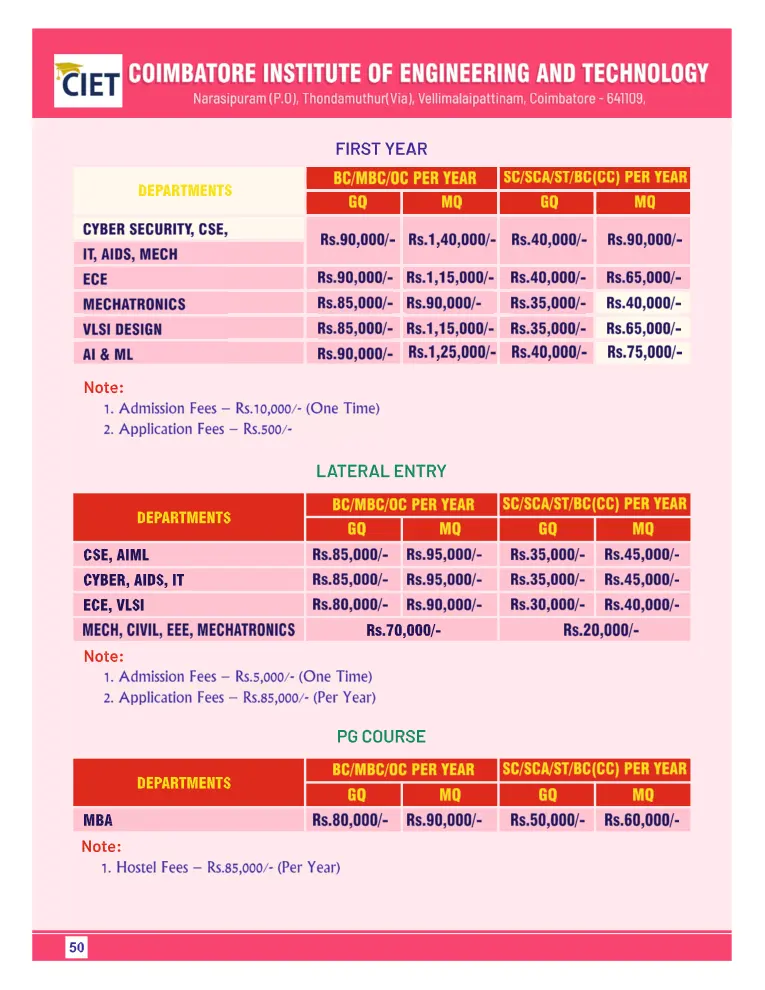 CIET
COIMBATORE INSTITUTE OF ENGINEERING AND TECHNOLOGY
Narasipuram (P.O), Thondamuthur(Via), Vellimalaipattinam, Coimbatore - 641109,
FIRST YEAR
DEPARTMENTS BC/MBC/OC PER YEAR SC/SCA/ST/BC(CC) PER YEAR
GQ MQ GQ MQ
CYBER SECURITY, CSE,
IT, AIDS, MECH Rs.90,000/- Rs.1,40,000/- Rs.40,000/- Rs.90,000/-
ECE Rs.90,000/- Rs.1,15,000/- Rs.40,000/- Rs.65,000/-
MECHATRONICS Rs.85,000/- Rs.90,000/- Rs.35,000/- Rs.40,000/-
VLSI DESIGN Rs.85,000/- Rs.1,15,000/- Rs.35,000/- Rs.65,000/-
AI & ML Rs.90,000/- Rs.1,25,000/- Rs.40,000/- Rs.75,000/-
Note:
1. Admission Fees – Rs.10,000/- (One Time)
2. Application Fees – Rs.500/-
LATERAL ENTRY
DEPARTMENTS BC/MBC/OC PER YEAR SC/SCA/ST/BC(CC) PER YEAR
GQ MQ GQ MQ
CSE, AIML Rs.85,000/- Rs.95,000/- Rs.35,000/- Rs.45,000/-
CYBER, AIDS, IT Rs.85,000/- Rs.95,000/- Rs.35,000/- Rs.45,000/-
ECE, VLSI Rs.80,000/- Rs.90,000/- Rs.30,000/- Rs.40,000/-
MECH, CIVIL, EEE, MECHATRONICS Rs.70,000/- Rs.20,000/-
Note:
1. Admission Fees – Rs.5,000/- (One Time)
2. Application Fees – Rs.85,000/- (Per Year)
PG COURSE
DEPARTMENTS BC/MBC/OC PER YEAR SC/SCA/ST/BC(CC) PER YEAR
GQ MQ GQ MQ
MBA Rs.80,000/- Rs.90,000/- Rs.50,000/- Rs.60,000/-
Note:
1. Hostel Fees – Rs.85,000/- (Per Year)
50